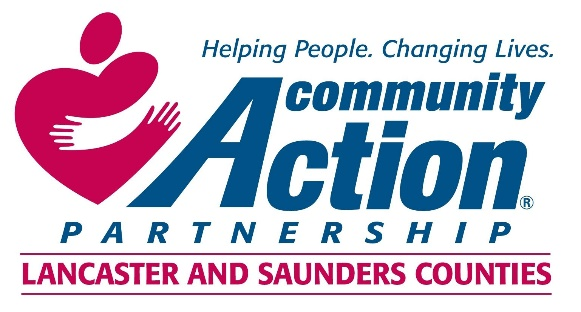 Helping People. Changing Lives.
community
Action®
PARTNERSHIP
LANCASTER AND SAUNDERS COUNTIES